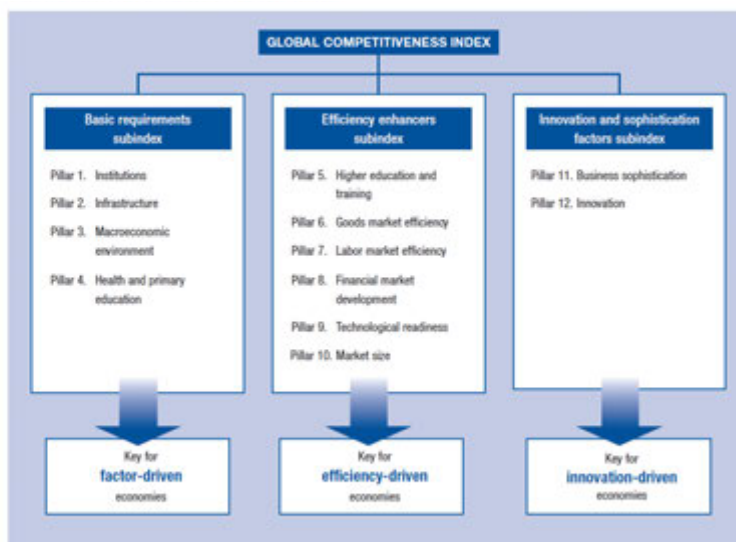 GLOBAL COMPETITIVENESS INDEX
Basic requirements
subindex
Pillar 1. Institutions
Pillar 2. Infrastructure
Pillar 3. Macroeconomic
environment
Pillar 4. Health and primary
education
Key for
factor-driven
economies
Efficiency enhancers
subindex
Pillar 5. Higher education and
training
Pillar 6. Goods market efficiency
Pillar 7. Labor market efficiency
Pillar 8. Financial market
development
Pillar 9. Technological readiness
Pillar 10. Market size
Key for
efficiency-driven
economies
Innovation and sophistication
factors subindex
Pillar 11. Business sophistication
Pillar 12. Innovation
Key for
innovation-driven
economies